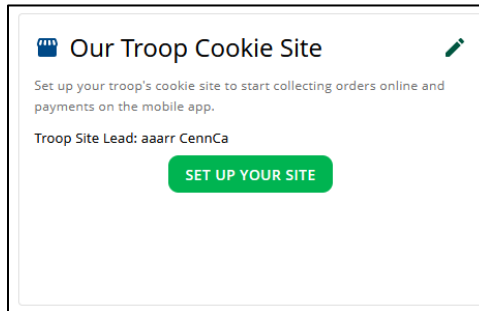 Our Troop Cookie Site
Set up your troop's cookie site to start collecting orders online and
payments on the mobile app.
Troop Site Lead: aaarr CennCa
SET UP YOUR SITE